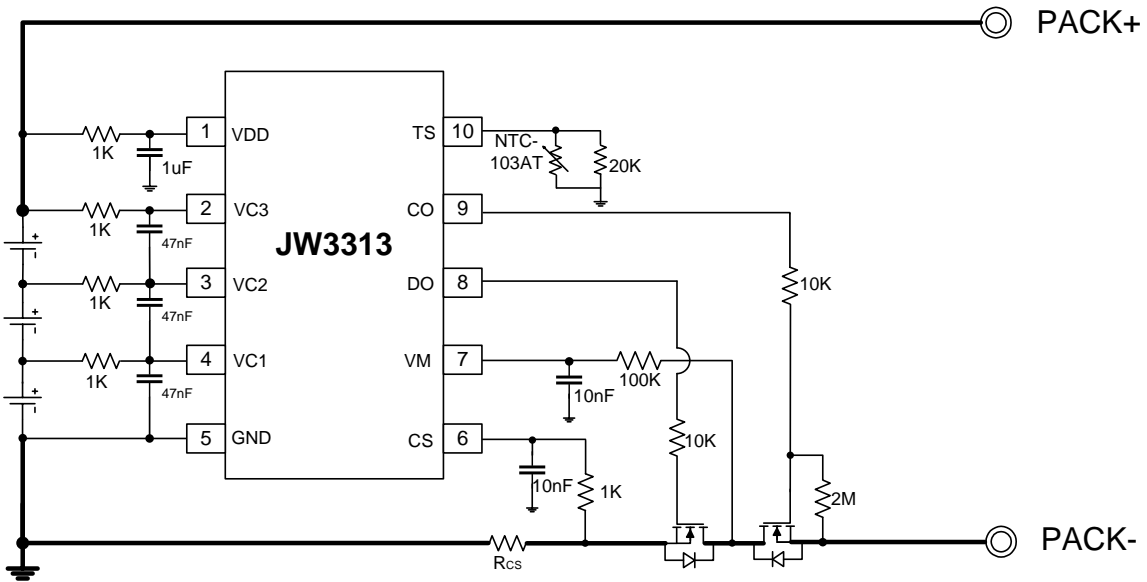 PACK+
1 VDD
TS 10
1K
1uF
NTC-
103AT
20K
2 VC3
CO 9
1K
47nF
JW3313
3 VC2
DO 8
10K
1K
47nF
4 VC1
VM 7
1K
47nF
100K
10nF
5 GND
CS 6
10K
10nF
1K
2M
RCS
PACK-
+
-
+
-
+
-